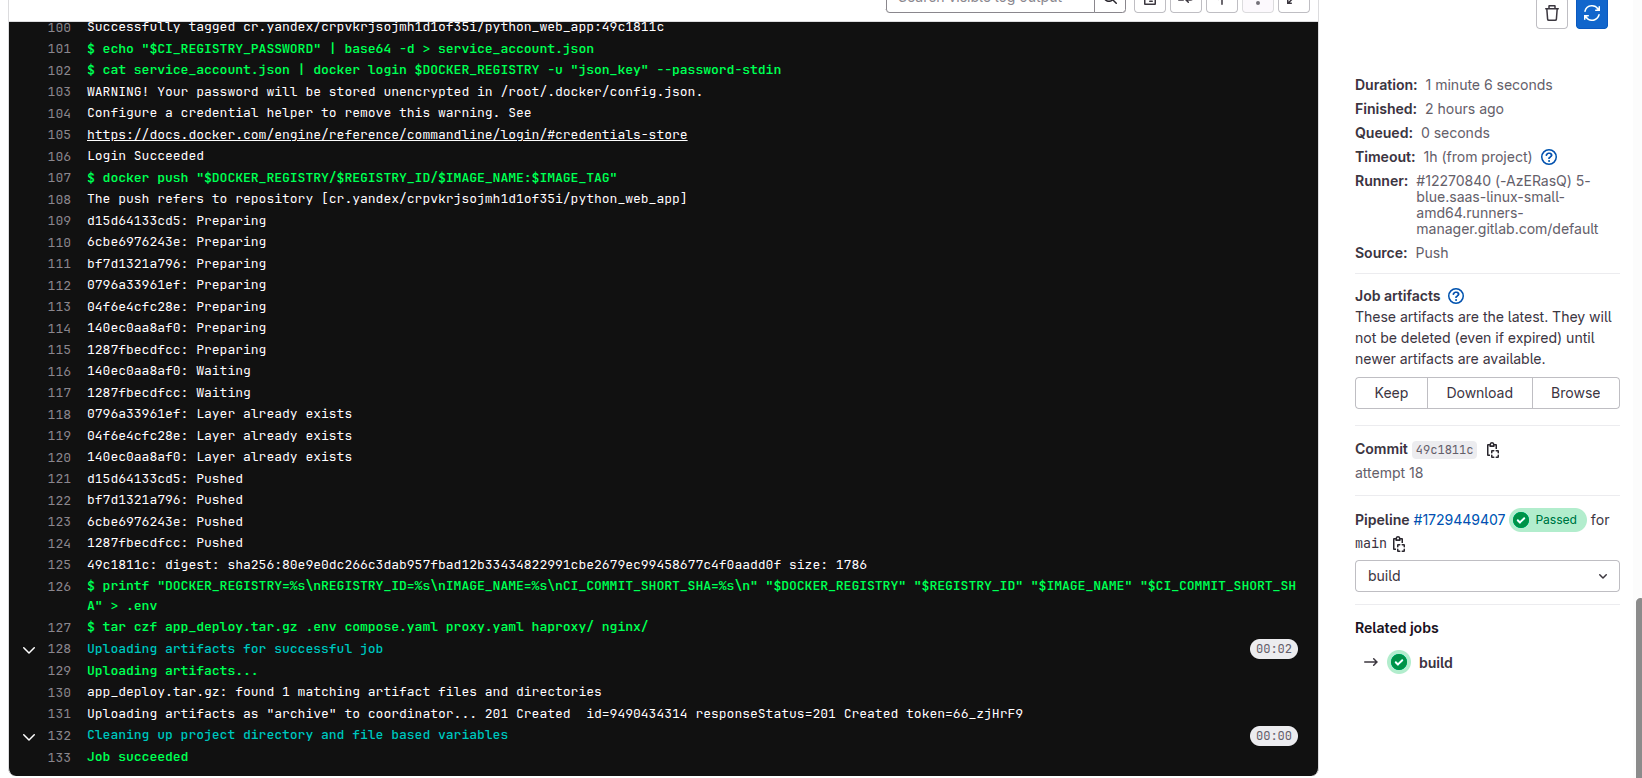 Search visible log output
100 Successfully tagged cr.yandex/crpvkrjsojmh1d1of35i/python_web_app:49c1811c
101 $ echo "$CI_REGISTRY_PASSWORD" | base64 -d > service_account.json
102 $ cat service_account.json | docker login $DOCKER_REGISTRY -u "json_key" --password-stdin
103 WARNING! Your password will be stored unencrypted in /root/.docker/config.json.
104 Configure a credential helper to remove this warning. See
105 https://docs.docker.com/engine/reference/commandline/login/#credentials-store
106 Login Succeeded
107 $ docker push "$DOCKER_REGISTRY/$REGISTRY_ID/$IMAGE_NAME:$IMAGE_TAG"
108 The push refers to repository [cr.yandex/crpvkrjsojmh1d1of35i/python_web_app]
109 d15d64133cd5: Preparing
110 6cbe6976243e: Preparing
111 bf7d1321a796: Preparing
112 0796a33961ef: Preparing
113 04f6e4cfc28e: Preparing
114 140ec0aa8af0: Preparing
115 1287fbecdfcc: Preparing
116 140ec0aa8af0: Waiting
117 1287fbecdfcc: Waiting
118 0796a33961ef: Layer already exists
119 04f6e4cfc28e: Layer already exists
120 140ec0aa8af0: Layer already exists
121 d15d64133cd5: Pushed
122 bf7d1321a796: Pushed
123 6cbe6976243e: Pushed
124 1287fbecdfcc: Pushed
125 49c1811c: digest: sha256:80e9e0dc266c3dab957fbad12b33434822991cbe2679ec99458677c4f0aadd0f size: 1786
126 $ printf "DOCKER_REGISTRY=%s\nREGISTRY_ID=%s\nIMAGE_NAME=%s\nCI_COMMIT_SHORT_SHA=%s\n" "$DOCKER_REGISTRY" "$REGISTRY_ID" "$IMAGE_NAME" "$CI_COMMIT_SHORT_SH
A" > .env
127 $ tar czf app_deploy.tar.gz .env compose.yaml proxy.yaml haproxy/ nginx/
128 Uploading artifacts for successful job 00:02
129 Uploading artifacts...
130 app_deploy.tar.gz: found 1 matching artifact files and directories
131 Uploading artifacts as "archive" to coordinator... 201 Created  id=9490434314 responseStatus=201 Created token=66_zjHrF9
132 Cleaning up project directory and file based variables 00:00
133 Job succeeded
Duration: 1 minute 6 seconds
Finished: 2 hours ago
Queued: 0 seconds
Timeout: 1h (from project)
Runner: #12270840 (-AzERasQ) 5-
blue.saas-linux-small-
amd64.runners-
manager.gitlab.com/default
Source: Push
Job artifacts
These artifacts are the latest. They will
not be deleted (even if expired) until
newer artifacts are available.
Keep Download Browse
Commit 49c1811c
attempt 18
Pipeline #1729449407 Passed for
main
build
Related jobs
build